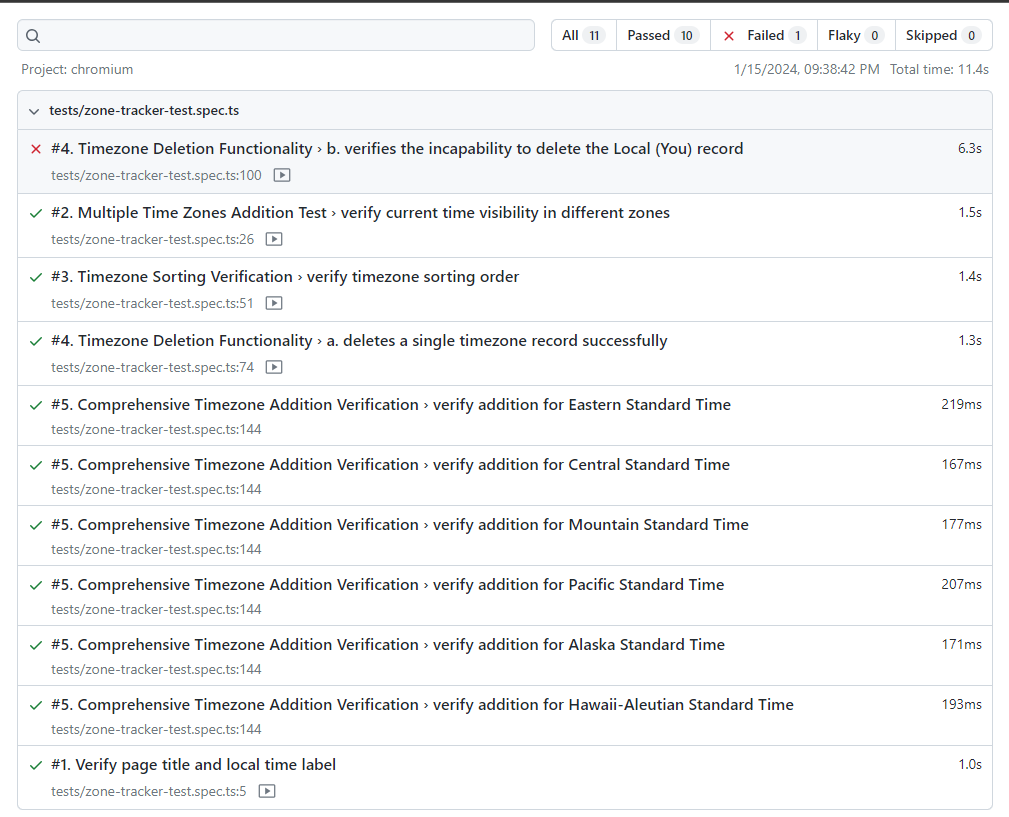 All 11 Passed 10 Failed 1 Flaky 0 Skipped 0
Project: chromium 1/15/2024, 09:38:42 PM Total time: 11.4s
tests/zone-tracker-test.spec.ts
#4. Timezone Deletion Functionality › b. verifies the incapability to delete the Local (You) record 6.3s
tests/zone-tracker-test.spec.ts:100
#2. Multiple Time Zones Addition Test › verify current time visibility in different zones 1.5s
tests/zone-tracker-test.spec.ts:26
#3. Timezone Sorting Verification › verify timezone sorting order 1.4s
tests/zone-tracker-test.spec.ts:51
#4. Timezone Deletion Functionality › a. deletes a single timezone record successfully 1.3s
tests/zone-tracker-test.spec.ts:74
#5. Comprehensive Timezone Addition Verification › verify addition for Eastern Standard Time 219ms
tests/zone-tracker-test.spec.ts:144
#5. Comprehensive Timezone Addition Verification › verify addition for Central Standard Time 167ms
tests/zone-tracker-test.spec.ts:144
#5. Comprehensive Timezone Addition Verification › verify addition for Mountain Standard Time 177ms
tests/zone-tracker-test.spec.ts:144
#5. Comprehensive Timezone Addition Verification › verify addition for Pacific Standard Time 207ms
tests/zone-tracker-test.spec.ts:144
#5. Comprehensive Timezone Addition Verification › verify addition for Alaska Standard Time 171ms
tests/zone-tracker-test.spec.ts:144
#5. Comprehensive Timezone Addition Verification › verify addition for Hawaii-Aleutian Standard Time 193ms
tests/zone-tracker-test.spec.ts:144
#1. Verify page title and local time label 1.0s
tests/zone-tracker-test.spec.ts:5